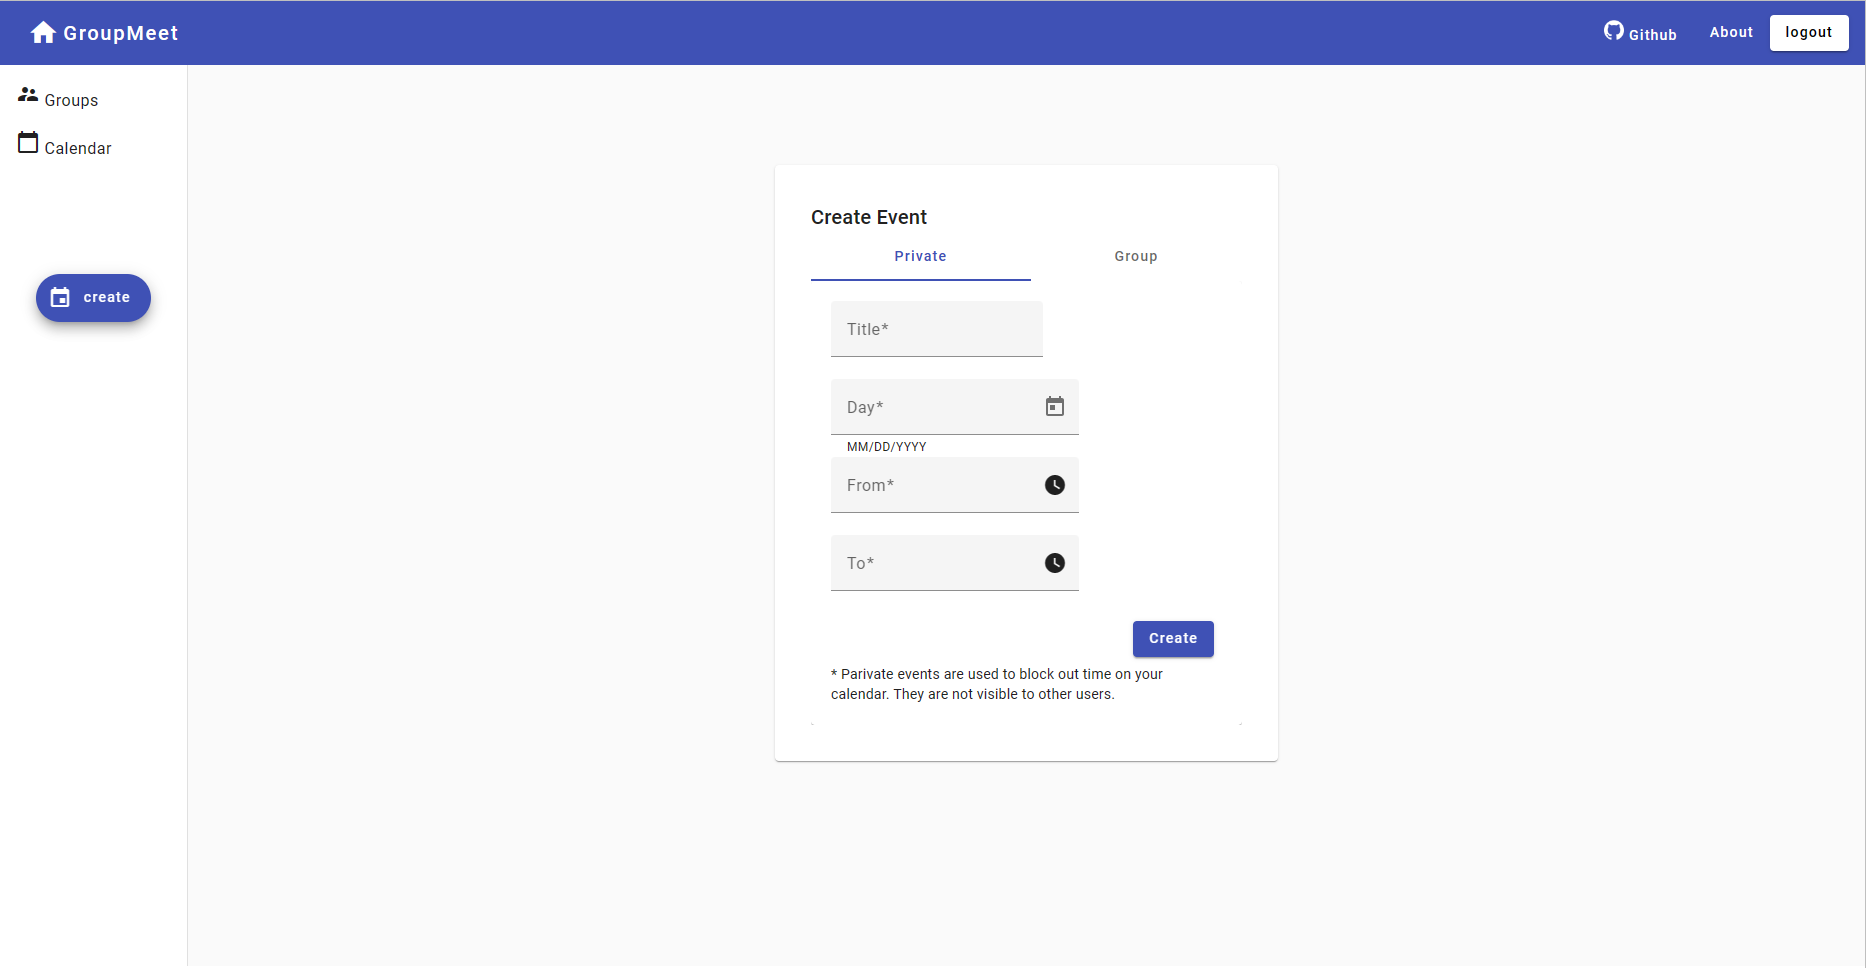 GroupMeet
Github
About
logout
Groups
Calendar
create
Create Event
Private
Group
Title*
Day*
MM/DD/YYYY
From*
To*
Create
* Parivate events are used to block out time on your
calendar. They are not visible to other users.